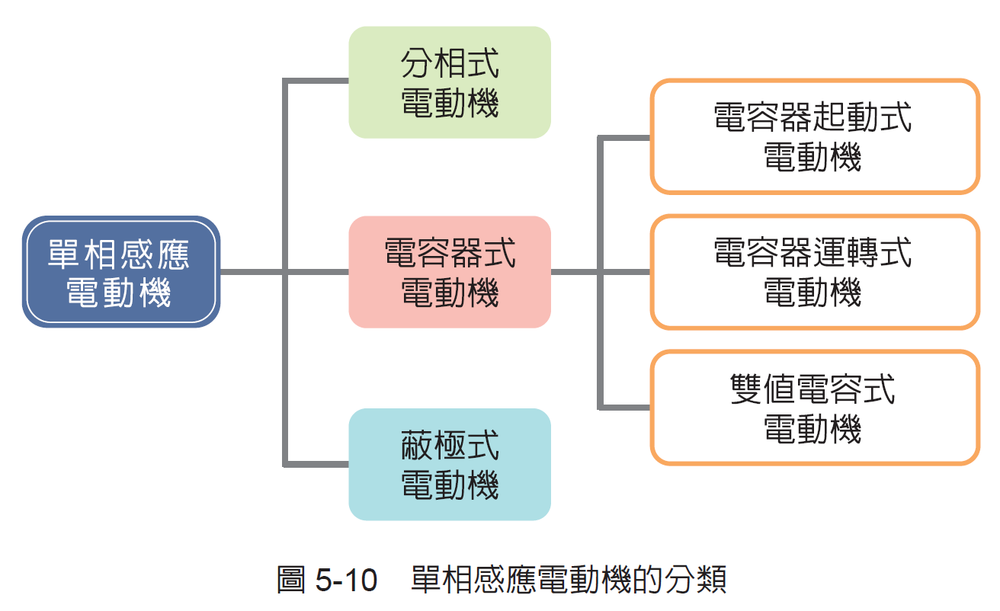 單相感應
電動機
分相式
電動機
電容器式
電動機
蔽極式
電動機
電容器起動式
電動機
電容器運轉式
電動機
雙值電容式
電動機
圖 5-10 單相感應電動機的分類